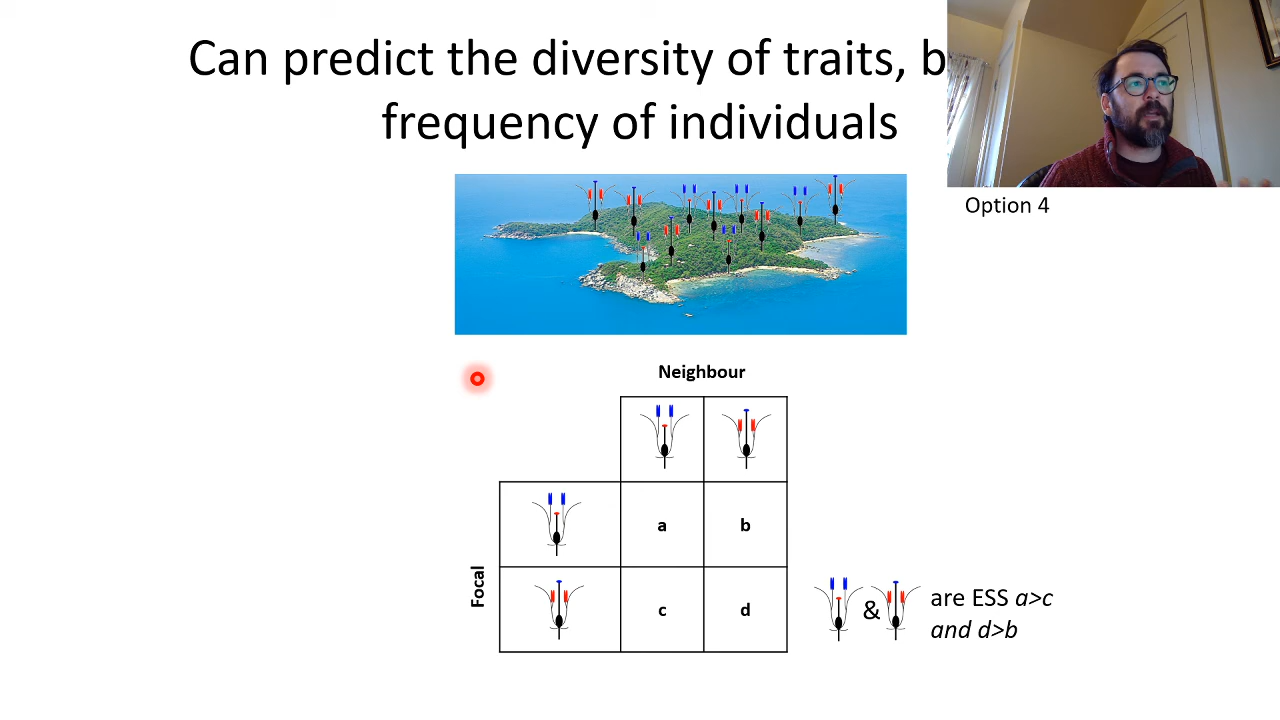 Can predict the diversity of traits, b
frequency of individuals
Option 4
Neighbour
a
b
Focal
c
d
&
are ESS a>c
and d>b